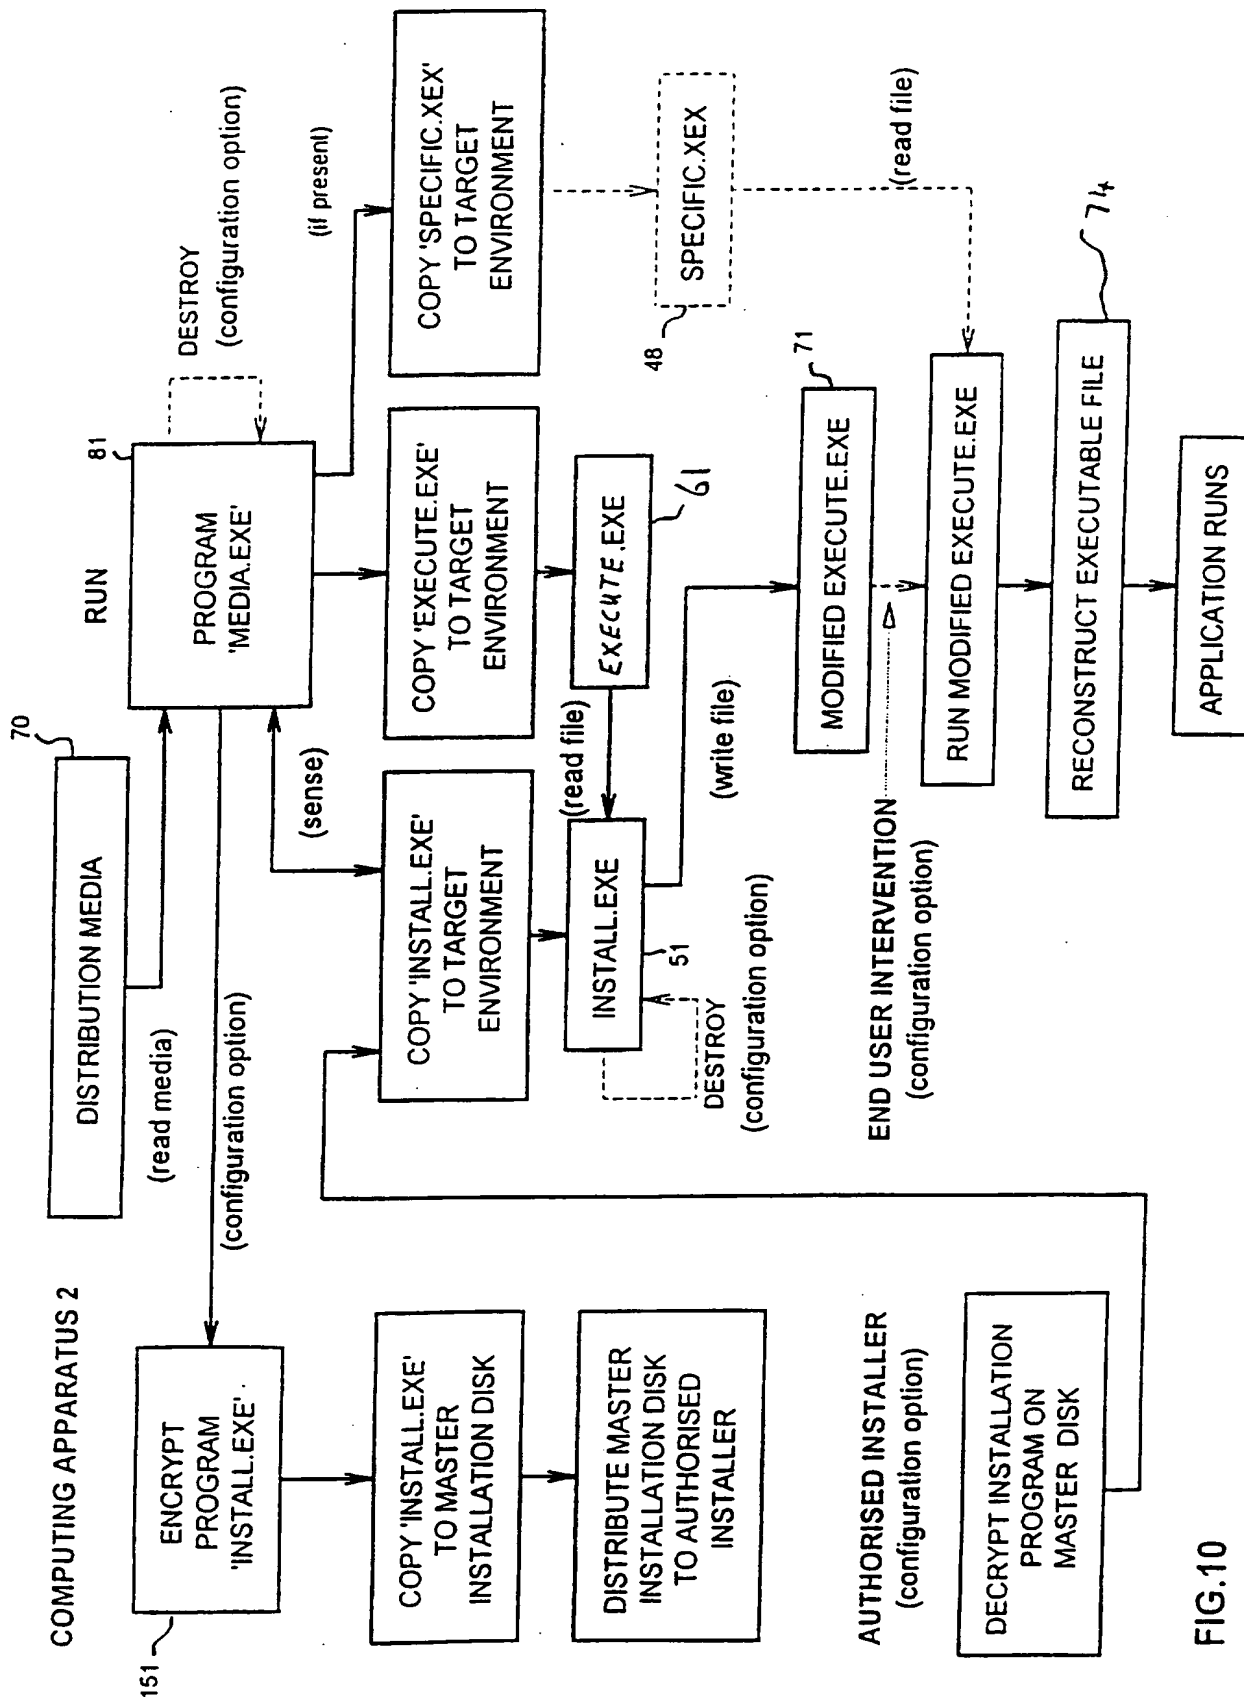 COMPUTING APPARATUS 2
70
DISTRIBUTION MEDIA
(read media)
RUN
81
PROGRAM
'MEDIA.EXE'
DESTROY
(configuration option)
(configuration option)
(sense)
(if present)
151
ENCRYPT
PROGRAM
'INSTALL.EXE'
COPY 'INSTALL.EXE'
TO MASTER
INSTALLATION DISK
DISTRIBUTE MASTER
INSTALLATION DISK
TO AUTHORISED
INSTALLER
COPY 'INSTALL.EXE'
TO TARGET
ENVIRONMENT
COPY 'EXECUTE.EXE'
TO TARGET
ENVIRONMENT
COPY 'SPECIFIC.XEX'
TO TARGET
ENVIRONMENT
INSTALL.EXE
51
(read file)
EXECUTE.EXE
61
48
SPECIFIC.XEX
DESTROY
(configuration option)
(write file)
71
MODIFIED EXECUTE.EXE
(read file)
END USER INTERVENTION
(configuration option)
RUN MODIFIED EXECUTE.EXE
74
RECONSTRUCT EXECUTABLE FILE
APPLICATION RUNS
AUTHORISED INSTALLER
(configuration option)
DECRYPT INSTALLATION
PROGRAM ON
MASTER DISK
FIG.10